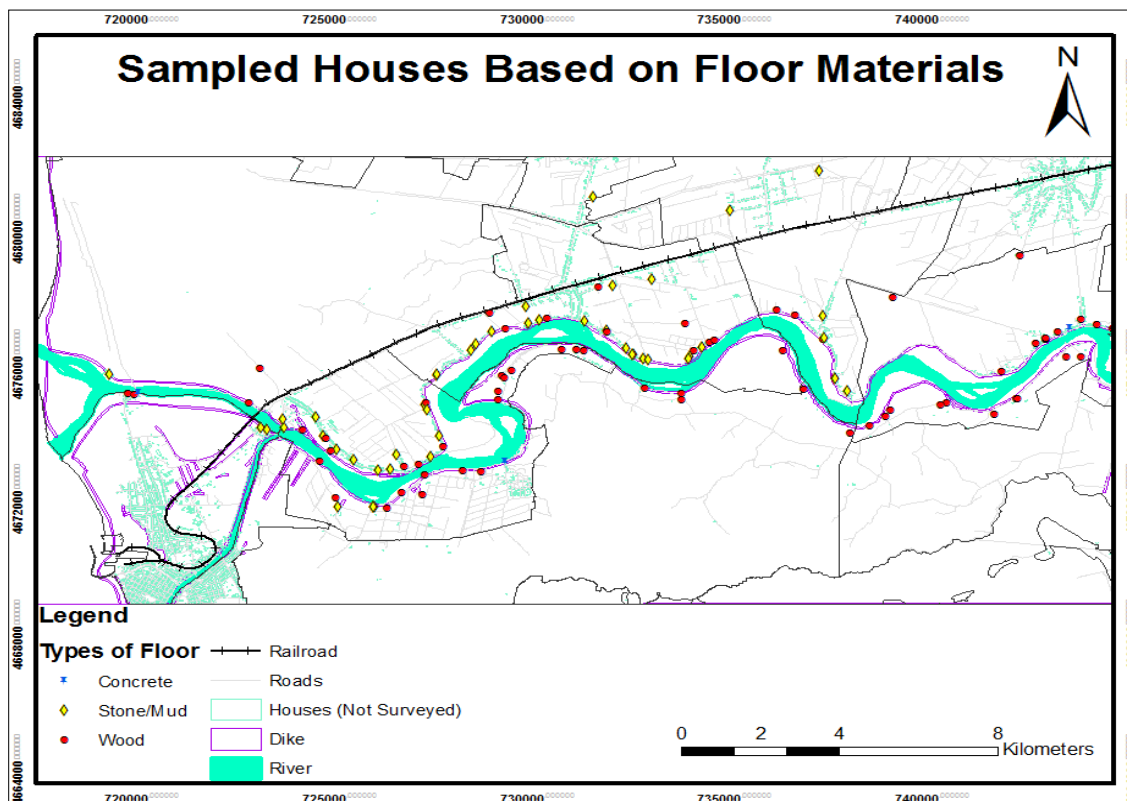 720000 725000 730000 735000 740000
Sampled Houses Based on Floor Materials
N
4684000
4680000
4676000
4672000
4668000
4664000
Legend
Types of Floor
Concrete
Stone/Mud
Wood
Railroad
Roads
Houses (Not Surveyed)
Dike
River
0 2 4 8
Kilometers
720000 725000 730000 735000 740000